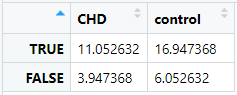 CHD control
TRUE 11.052632 16.947368
FALSE 3.947368 6.052632